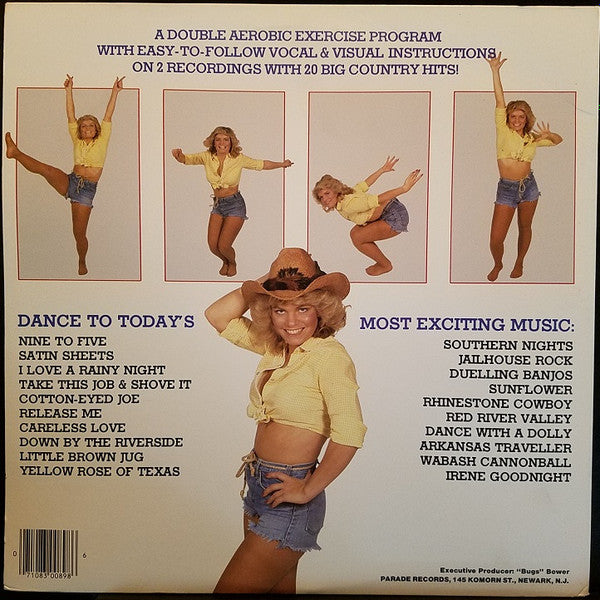 A DOUBLE AEROBIC EXERCISE PROGRAM
WITH EASY-TO-FOLLOW VOCAL & VISUAL INSTRUCTIONS
ON 2 RECORDINGS WITH 20 BIG COUNTRY HITS!
DANCE TO TODAY'S
NINE TO FIVE
SATIN SHEETS
I LOVE A RAINY NIGHT
TAKE THIS JOB & SHOVE IT
COTTON-EYED JOE
RELEASE ME
CARELESS LOVE
DOWN BY THE RIVERSIDE
LITTLE BROWN JUG
YELLOW ROSE OF TEXAS
MOST EXCITING MUSIC:
SOUTHERN NIGHTS
JAILHOUSE ROCK
DUELLING BANJOS
SUNFLOWER
RHINESTONE COWBOY
RED RIVER VALLEY
DANCE WITH A DOLLY
ARKANSAS TRAVELLER
WABASH CANNONBALL
IRENE GOODNIGHT
0 71083 00898 6
Executive Producer: "Bugs" Bower
PARADE RECORDS, 145 KOMORN ST., NEWARK, N.J.